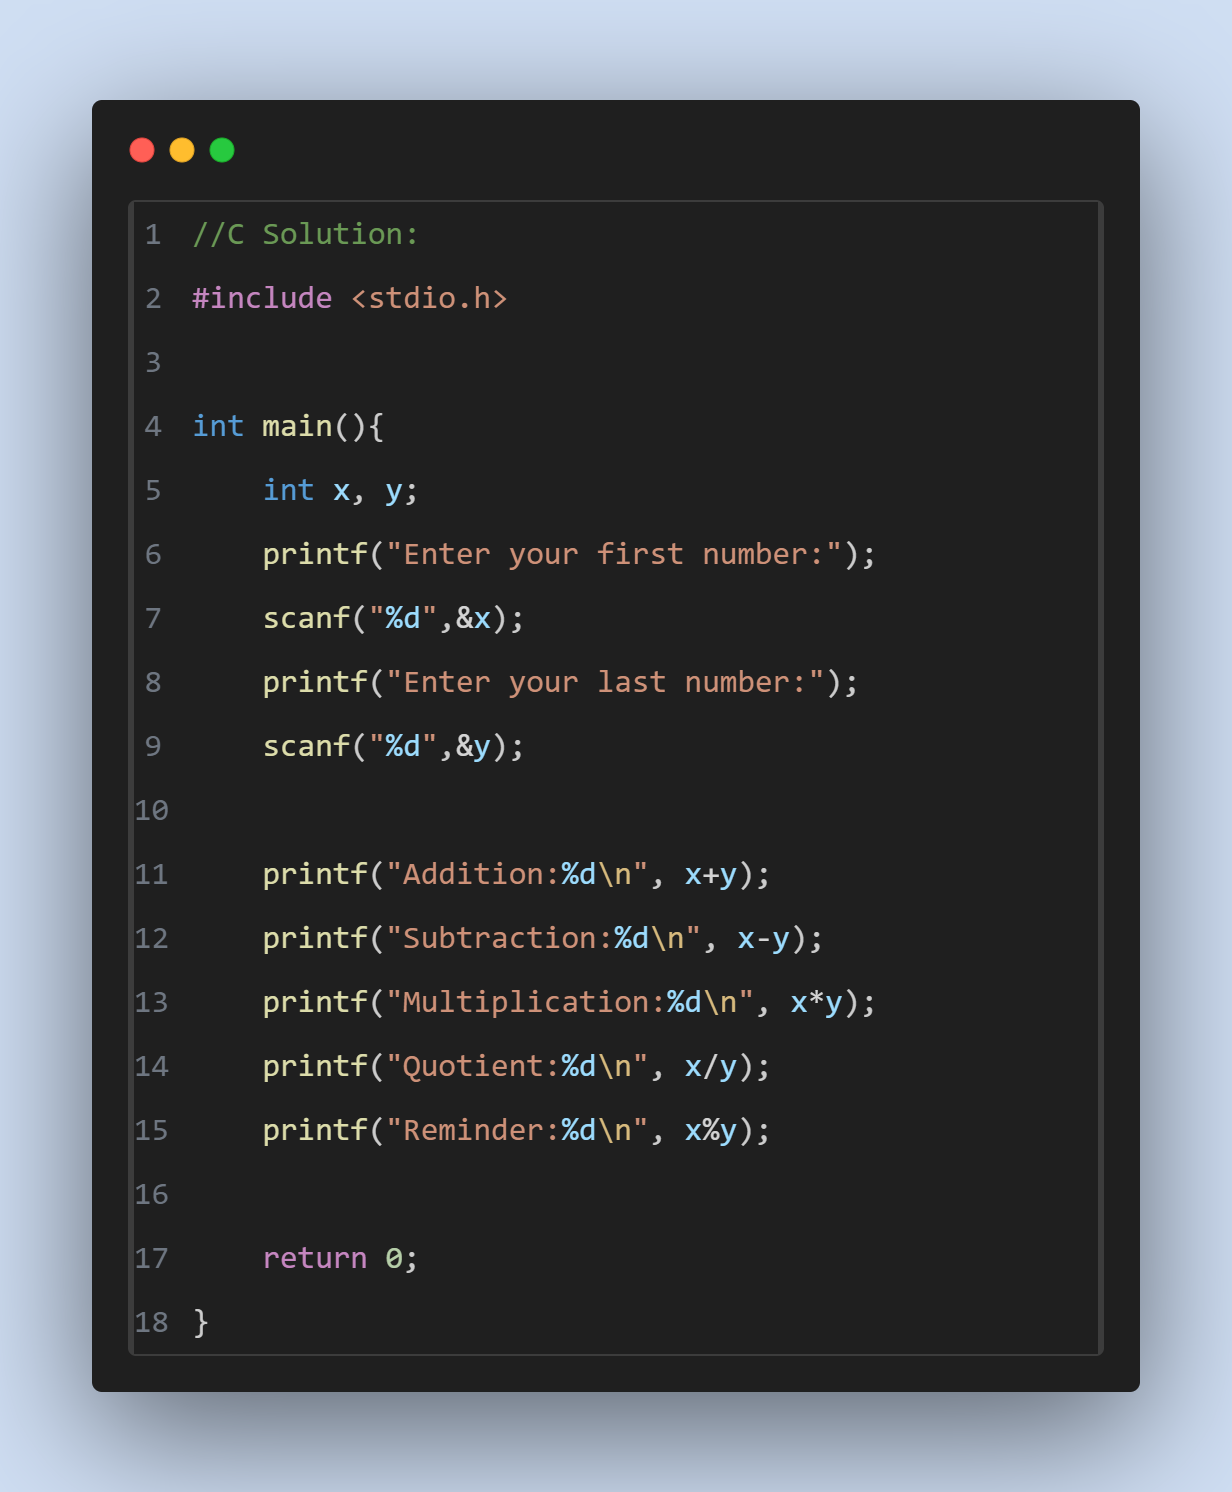 1 //C Solution:
2 #include <stdio.h>
3
4 int main(){
5     int x, y;
6     printf("Enter your first number:");
7     scanf("%d",&x);
8     printf("Enter your last number:");
9     scanf("%d",&y);
10
11     printf("Addition:%d\n", x+y);
12     printf("Subtraction:%d\n", x-y);
13     printf("Multiplication:%d\n", x*y);
14     printf("Quotient:%d\n", x/y);
15     printf("Reminder:%d\n", x%y);
16
17     return 0;
18 }